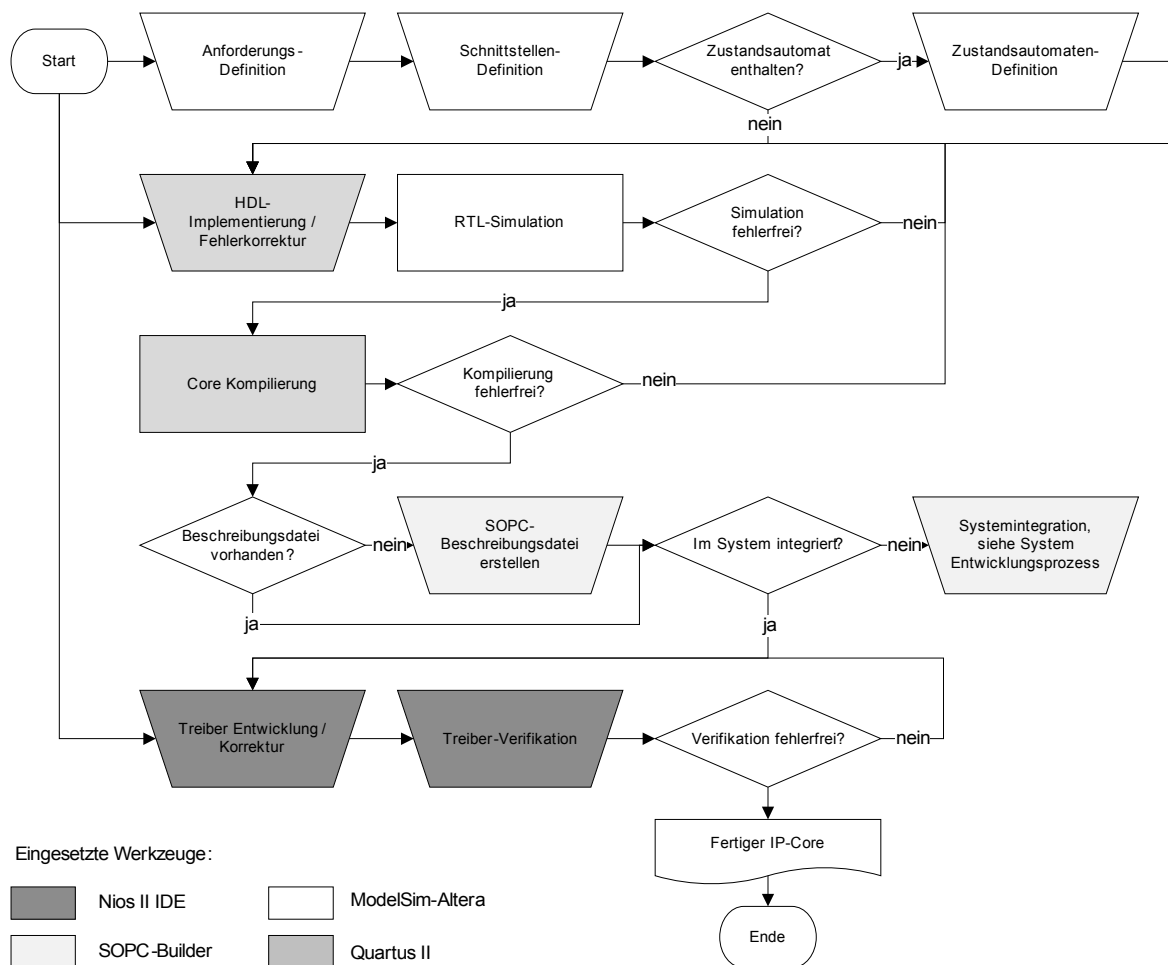 Start
Anforderungs-
Definition
Schnittstellen-
Definition
Zustandsautomat
enthalten?
ja
Zustandsautomaten-
Definition
nein
HDL-
Implementierung /
Fehlerkorrektur
RTL-Simulation
Simulation
fehlerfrei?
nein
ja
Core Kompilierung
Kompilierung
fehlerfrei?
nein
ja
Beschreibungsdatei
vorhanden?
nein
SOPC-
Beschreibungsdatei
erstellen
Im System integriert?
nein
Systemintegration,
siehe System
Entwicklungsprozess
ja
ja
Treiber Entwicklung /
Korrektur
Treiber-Verifikation
Verifikation fehlerfrei?
nein
Fertiger IP-Core
Ende
Eingesetzte Werkzeuge:
Nios II IDE
ModelSim-Altera
SOPC-Builder
Quartus II